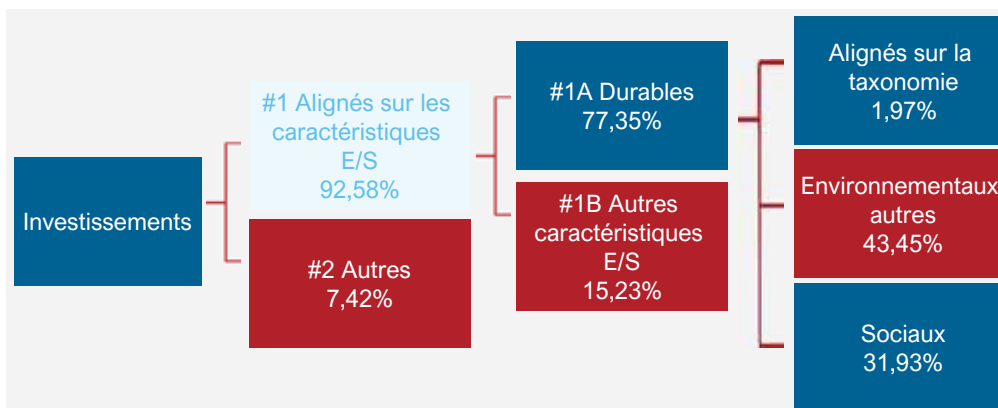 Investissements
#1 Alignés sur les
caractéristiques
E/S
92,58%
#2 Autres
7,42%
#1A Durables
77,35%
#1B Autres
caractéristiques
E/S
15,23%
Alignés sur la
taxonomie
1,97%
Environnementaux
autres
43,45%
Sociaux
31,93%